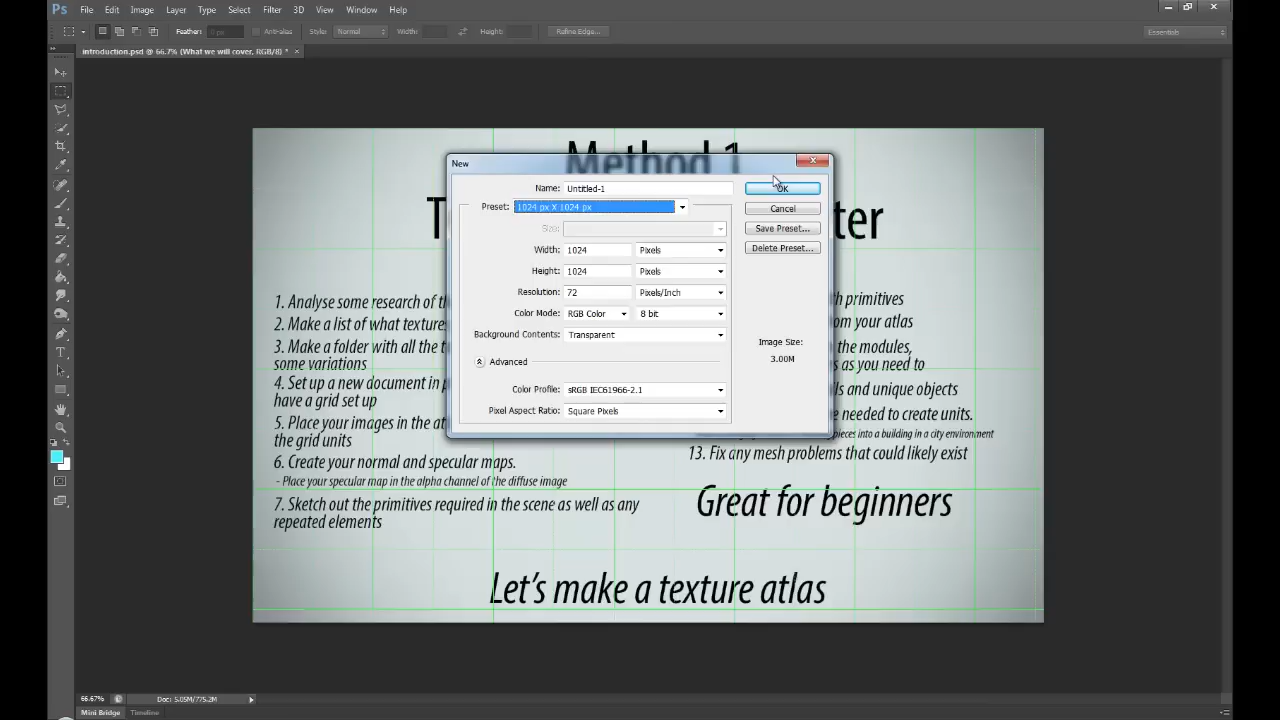 Ps File Edit Image Layer Type Select Filter 3D View Window Help
Feather: 0 px Anti-alias Style: Normal Width: Height: Refine Edge... Essentials
introduction.psd @ 66.7% (What we will cover, RGB/8) * ×
Method 1
T
ter
1. Analyse some research of th
2. Make a list of what textures
3. Make a folder with all the t
some variations
4. Set up a new document in p
have a grid set up
5. Place your images in the at
the grid units
6. Create your normal and specular maps.
- Place your specular map in the alpha channel of the diffuse image
7. Sketch out the primitives required in the scene as well as any
repeated elements
h primitives
om your atlas
the modules,
s as you need to
lls and unique objects
e needed to create units.
pieces into a building in a city environment
13. Fix any mesh problems that could likely exist
Great for beginners
Let's make a texture atlas
New
Name: Untitled-1
Preset: 1024 px X 1024 px
Size:
Width: 1024 Pixels
Height: 1024 Pixels
Resolution: 72 Pixels/Inch
Color Mode: RGB Color 8 bit
Background Contents: Transparent
Advanced
Color Profile: sRGB IEC61966-2.1
Pixel Aspect Ratio: Square Pixels
OK
Cancel
Save Preset...
Delete Preset...
Image Size:
3.00M
66.67% Doc: 5.05M/775.2M
Mini Bridge Timeline